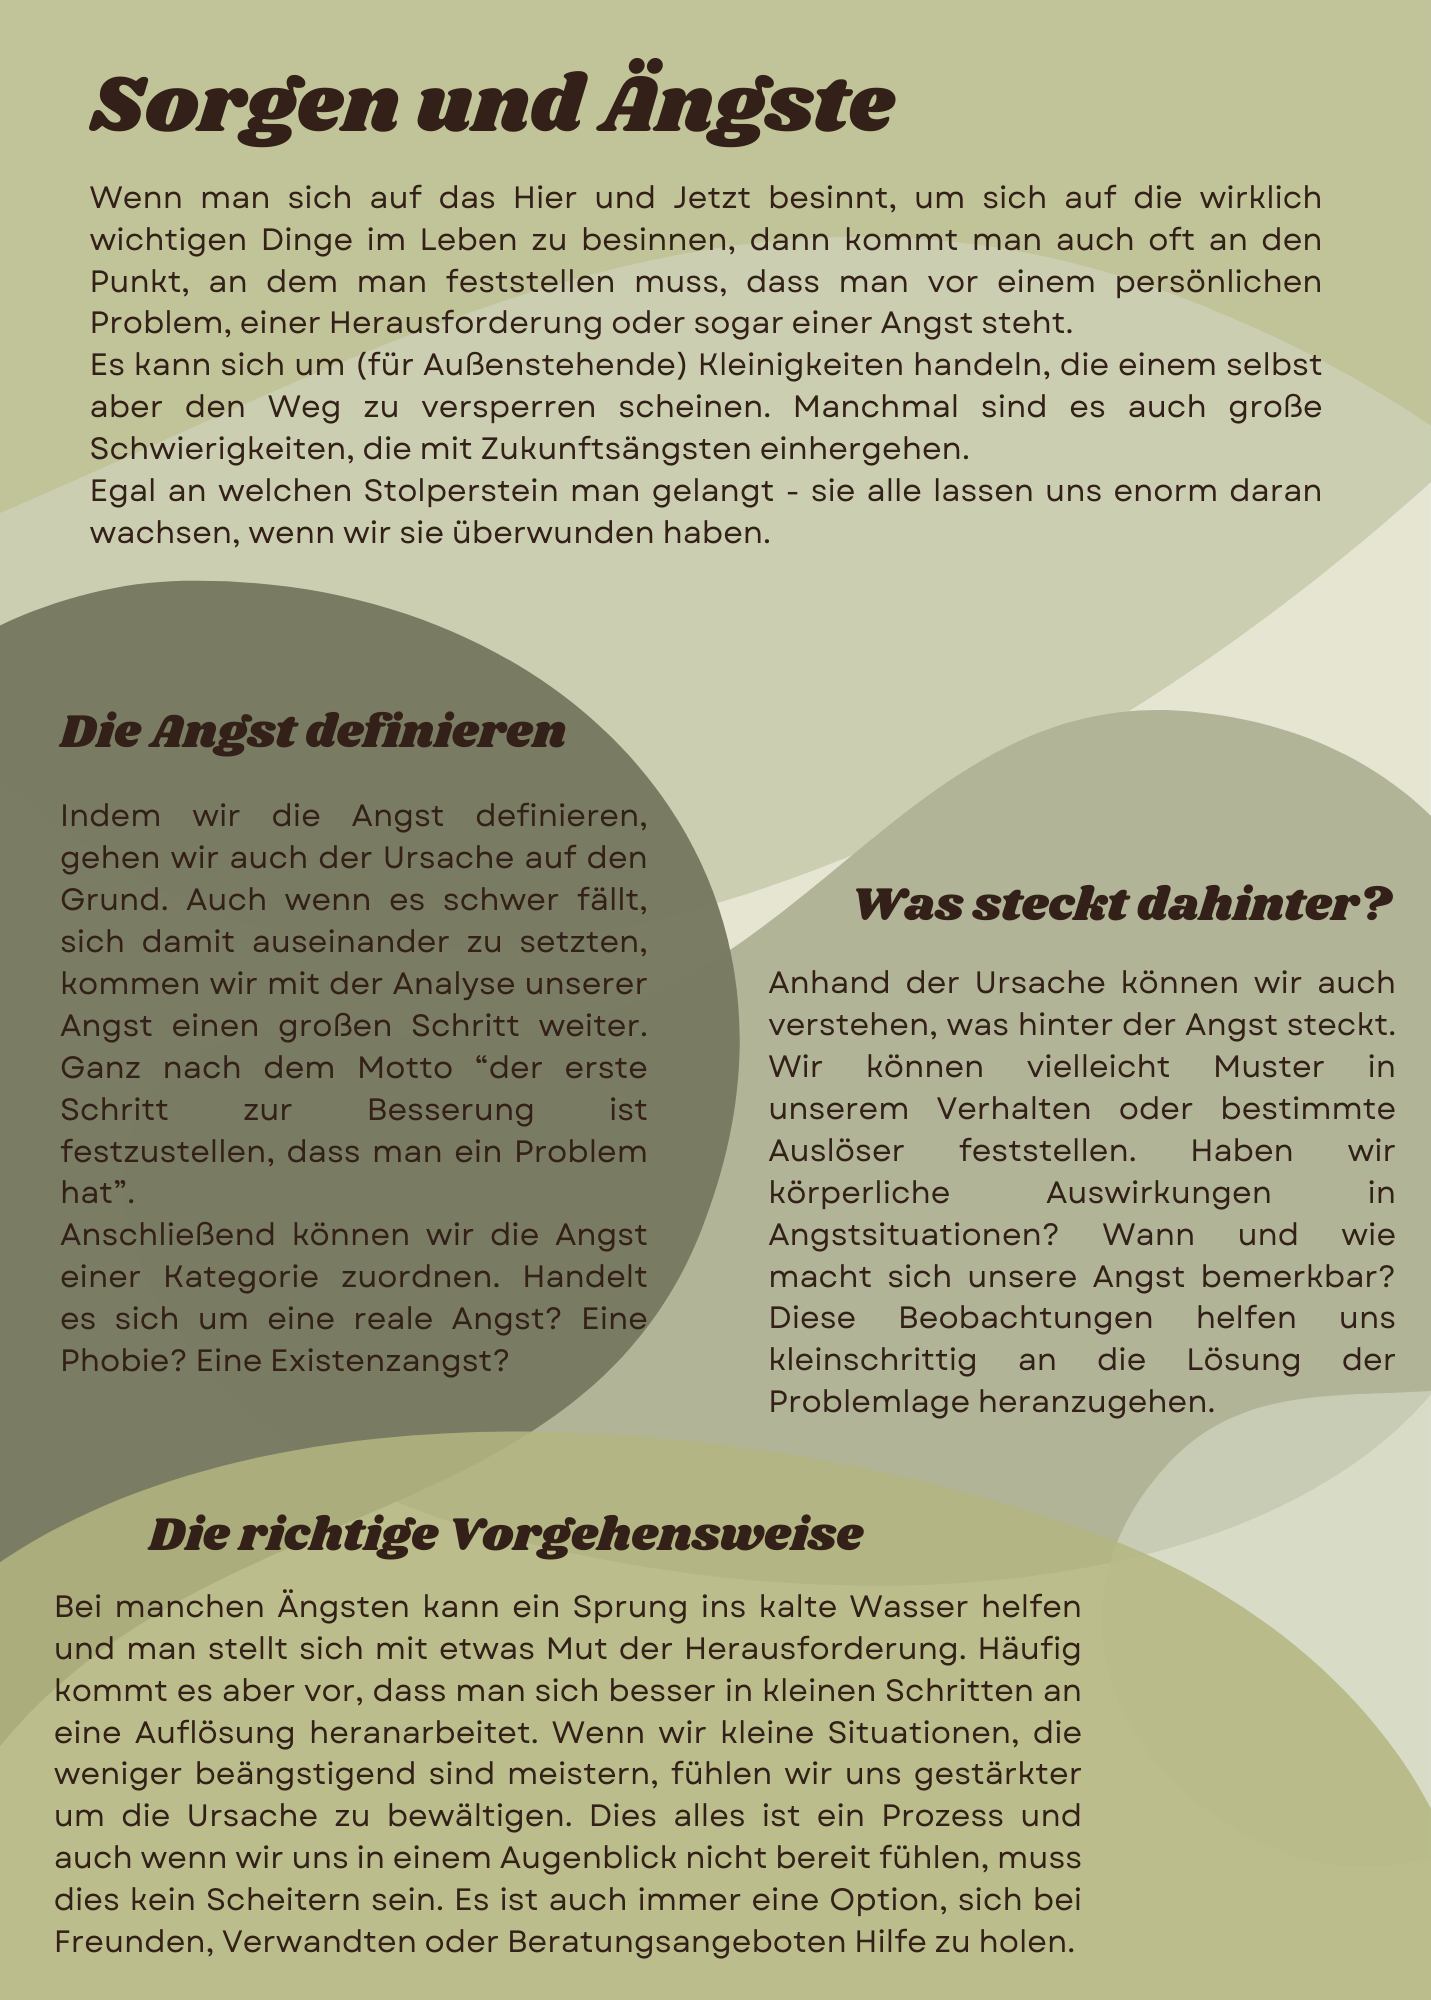 Sorgen und Ängste
Wenn man sich auf das Hier und Jetzt besinnt, um sich auf die wirklich
wichtigen Dinge im Leben zu besinnen, dann kommt man auch oft an den
Punkt, an dem man feststellen muss, dass man vor einem persönlichen
Problem, einer Herausforderung oder sogar einer Angst steht.
Es kann sich um (für Außenstehende) Kleinigkeiten handeln, die einem selbst
aber den Weg zu versperren scheinen. Manchmal sind es auch große
Schwierigkeiten, die mit Zukunftsängsten einhergehen.
Egal an welchen Stolperstein man gelangt - sie alle lassen uns enorm daran
wachsen, wenn wir sie überwunden haben.
Die Angst definieren
Indem wir die Angst definieren,
gehen wir auch der Ursache auf den
Grund. Auch wenn es schwer fällt,
sich damit auseinander zu setzten,
kommen wir mit der Analyse unserer
Angst einen großen Schritt weiter.
Ganz nach dem Motto “der erste
Schritt zur Besserung ist
festzustellen, dass man ein Problem
hat”.
Anschließend können wir die Angst
einer Kategorie zuordnen. Handelt
es sich um eine reale Angst? Eine
Phobie? Eine Existenzangst?
Was steckt dahinter?
Anhand der Ursache können wir auch
verstehen, was hinter der Angst steckt.
Wir können vielleicht Muster in
unserem Verhalten oder bestimmte
Auslöser feststellen. Haben wir
körperliche Auswirkungen in
Angstsituationen? Wann und wie
macht sich unsere Angst bemerkbar?
Diese Beobachtungen helfen uns
kleinschrittig an die Lösung der
Problemlage heranzugehen.
Die richtige Vorgehensweise
Bei manchen Ängsten kann ein Sprung ins kalte Wasser helfen
und man stellt sich mit etwas Mut der Herausforderung. Häufig
kommt es aber vor, dass man sich besser in kleinen Schritten an
eine Auflösung heranarbeitet. Wenn wir kleine Situationen, die
weniger beängstigend sind meistern, fühlen wir uns gestärkter
um die Ursache zu bewältigen. Dies alles ist ein Prozess und
auch wenn wir uns in einem Augenblick nicht bereit fühlen, muss
dies kein Scheitern sein. Es ist auch immer eine Option, sich bei
Freunden, Verwandten oder Beratungsangeboten Hilfe zu holen.